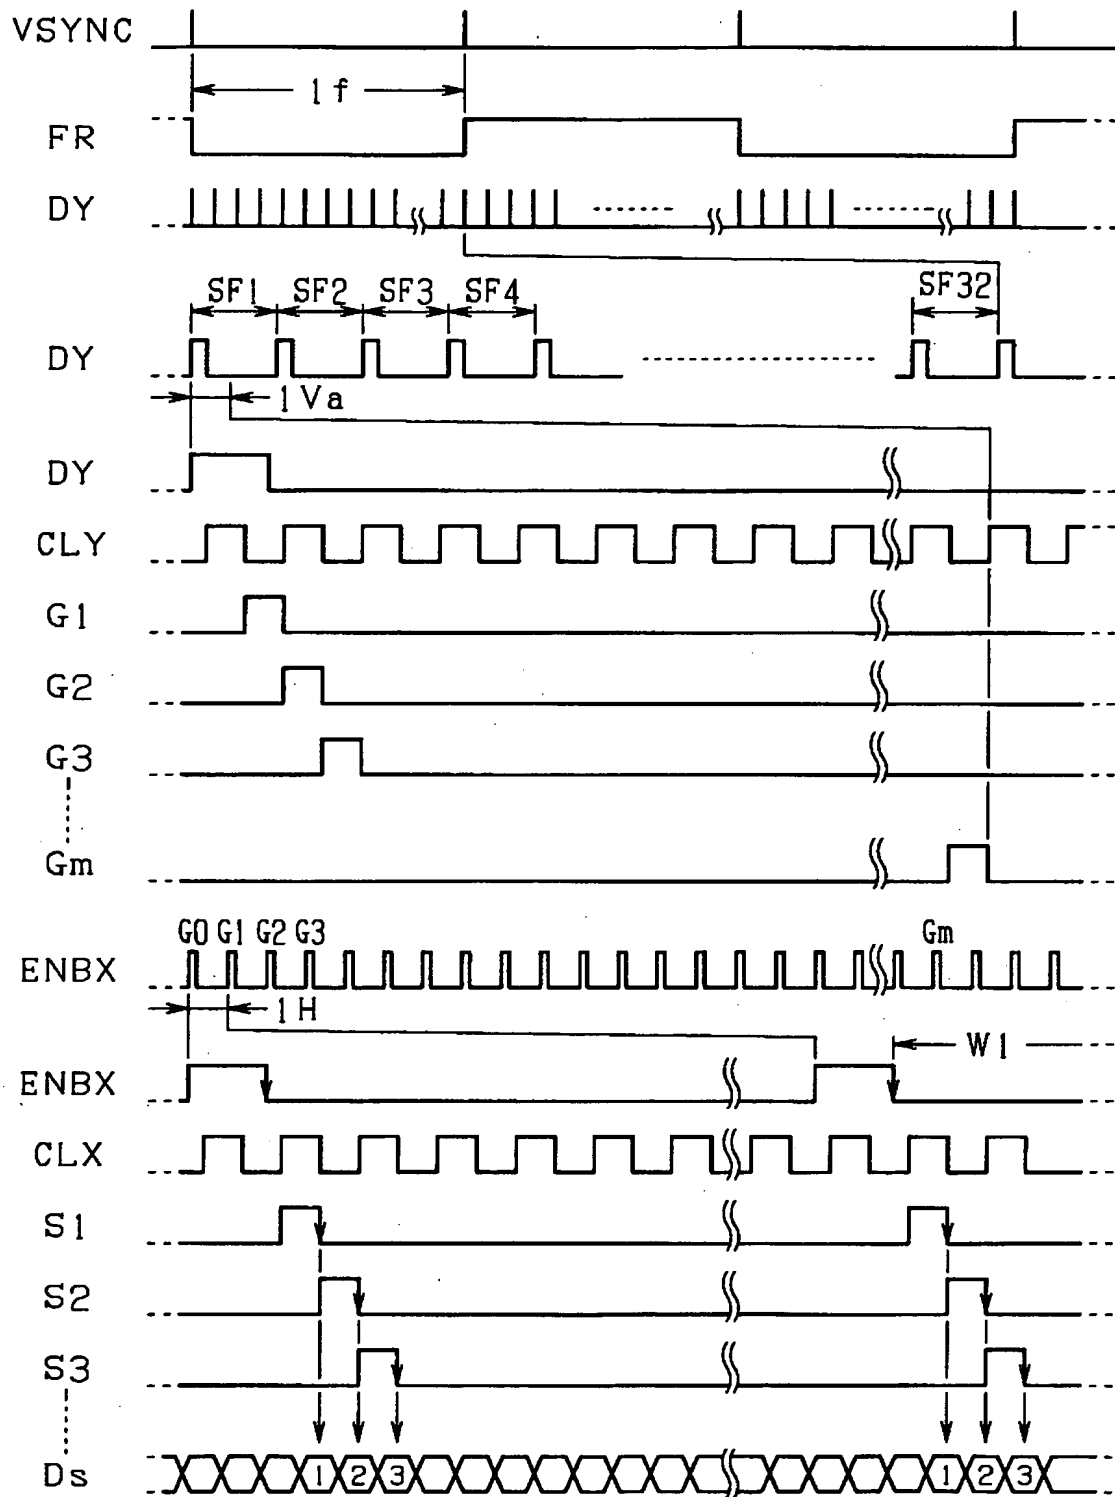 VSYNC
1f
FR
DY
SF1 SF2 SF3 SF4 SF32
DY
1Va
DY
CLY
G1
G2
G3
Gm
G0 G1 G2 G3 Gm
ENBX
1H
W1
ENBX
CLX
S1
S2
S3
Ds 1 2 3 1 2 3